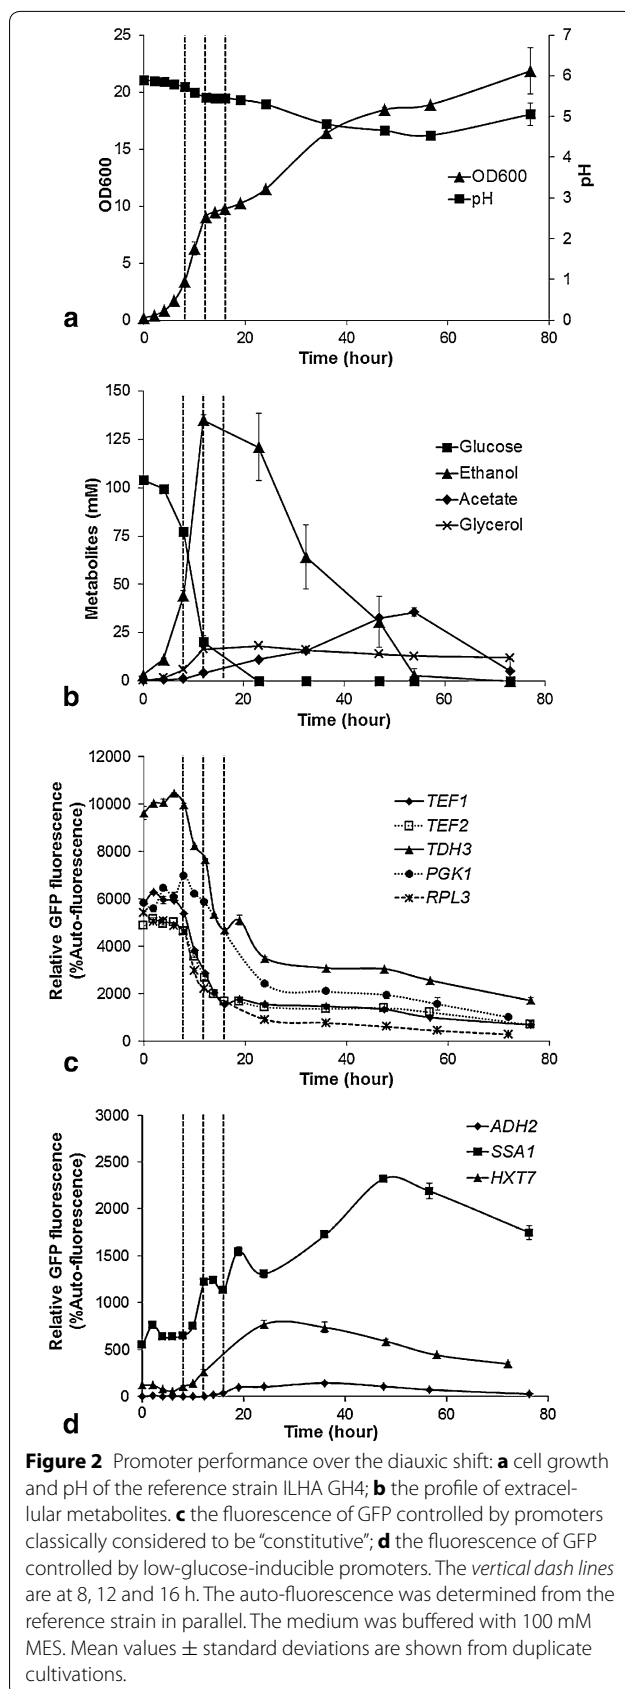 25
20
15
10
5
0
OD600
7
6
5
4
3
2
1
0
pH
OD600
pH
0
20
40
60
80
Time (hour)
a
150
125
100
75
50
25
0
Metabolites (mM)
Glucose
Ethanol
Acetate
Glycerol
0
20
40
60
80
Time (hour)
b
12000
10000
8000
6000
4000
2000
0
Relative GFP fluorescence
(%Auto-fluorescence)
TEF1
TEF2
TDH3
PGK1
RPL3
0
20
40
60
80
Time (hour)
c
3000
2500
2000
1500
1000
500
0
Relative GFP fluorescence
(%Auto-fluorescence)
ADH2
SSA1
HXT7
0
20
40
60
80
Time (hour)
d
Figure 2 Promoter performance over the diauxic shift: a cell growth
and pH of the reference strain ILHA GH4; b the profile of extracel-
lular metabolites. c the fluorescence of GFP controlled by promoters
classically considered to be “constitutive”; d the fluorescence of GFP
controlled by low-glucose-inducible promoters. The vertical dash lines
are at 8, 12 and 16 h. The auto-fluorescence was determined from the
reference strain in parallel. The medium was buffered with 100 mM
MES. Mean values ± standard deviations are shown from duplicate
cultivations.